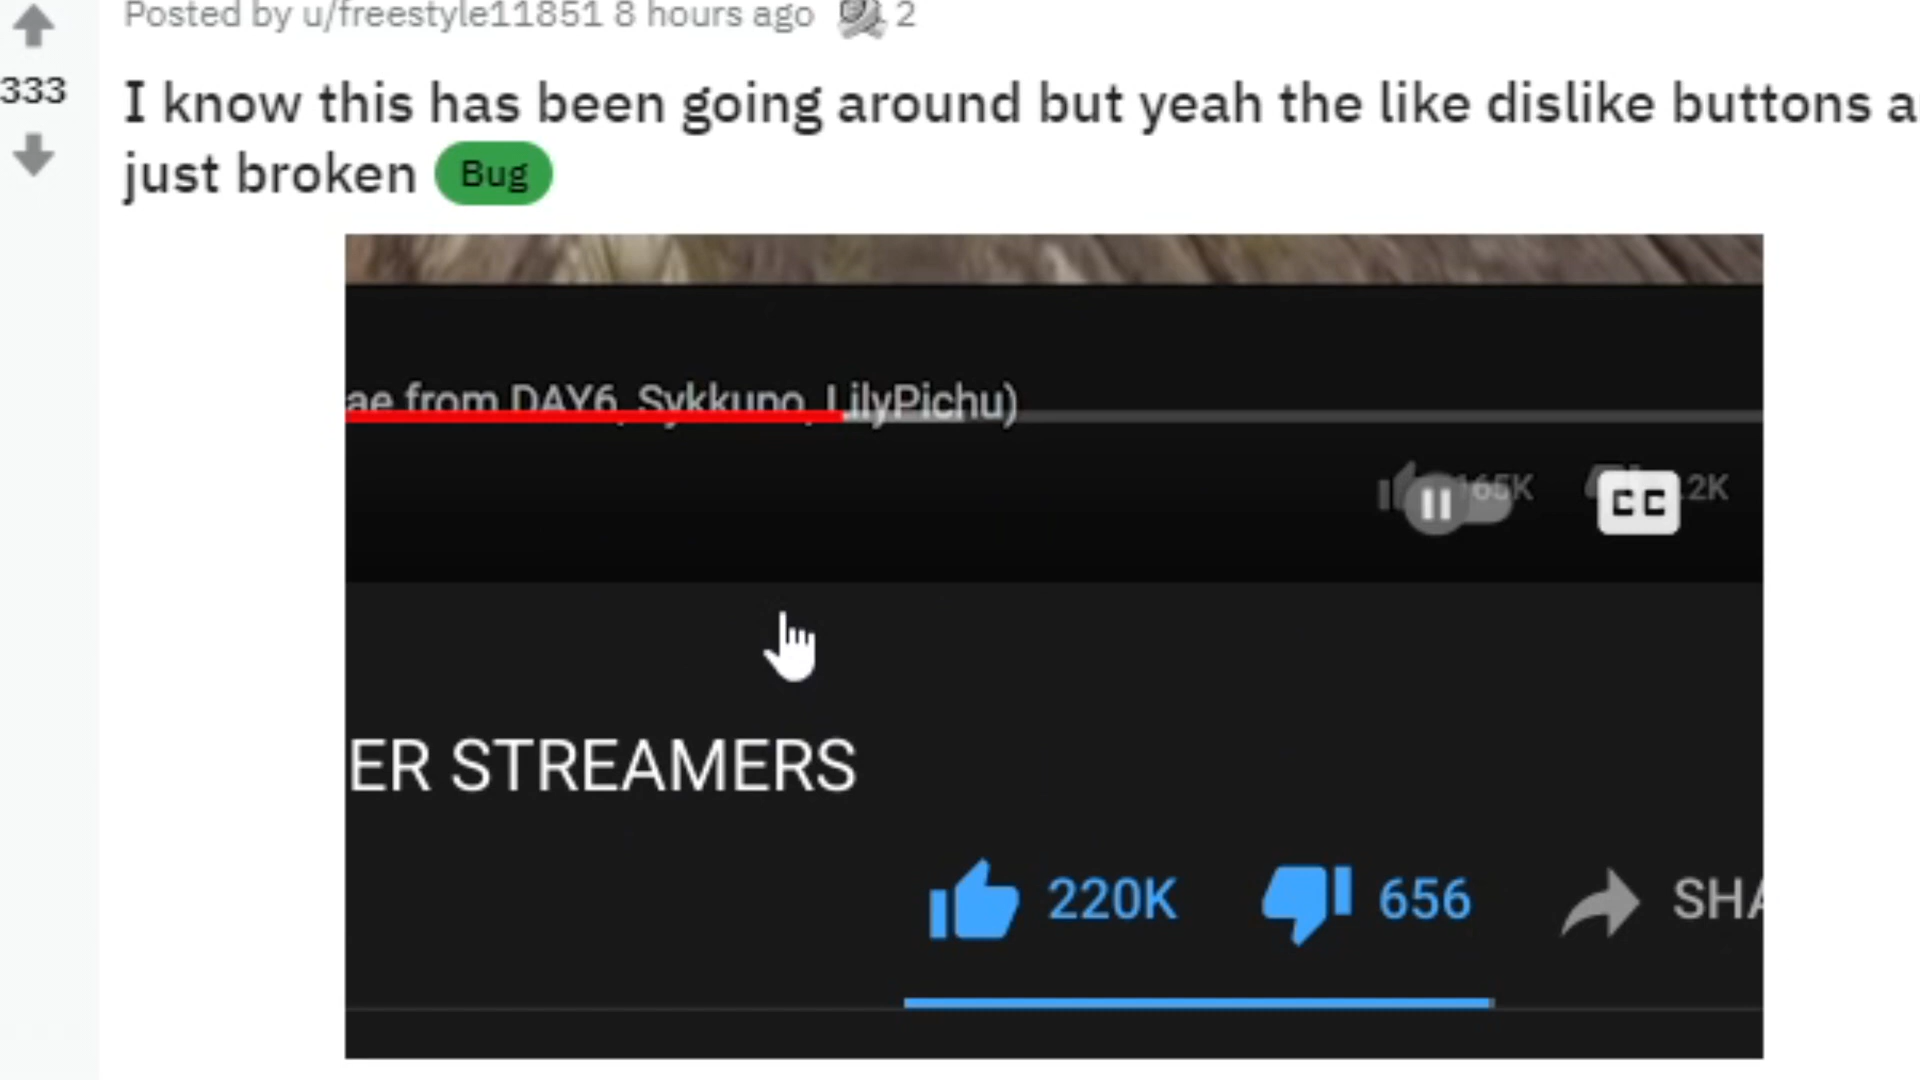 Posted by u/freestyle11851 8 hours ago 2
333
I know this has been going around but yeah the like dislike buttons a
just broken Bug
ae from DAY6, Sykkuno, LilyPichu)
165K .2K
CC
ER STREAMERS
220K 656 SHA